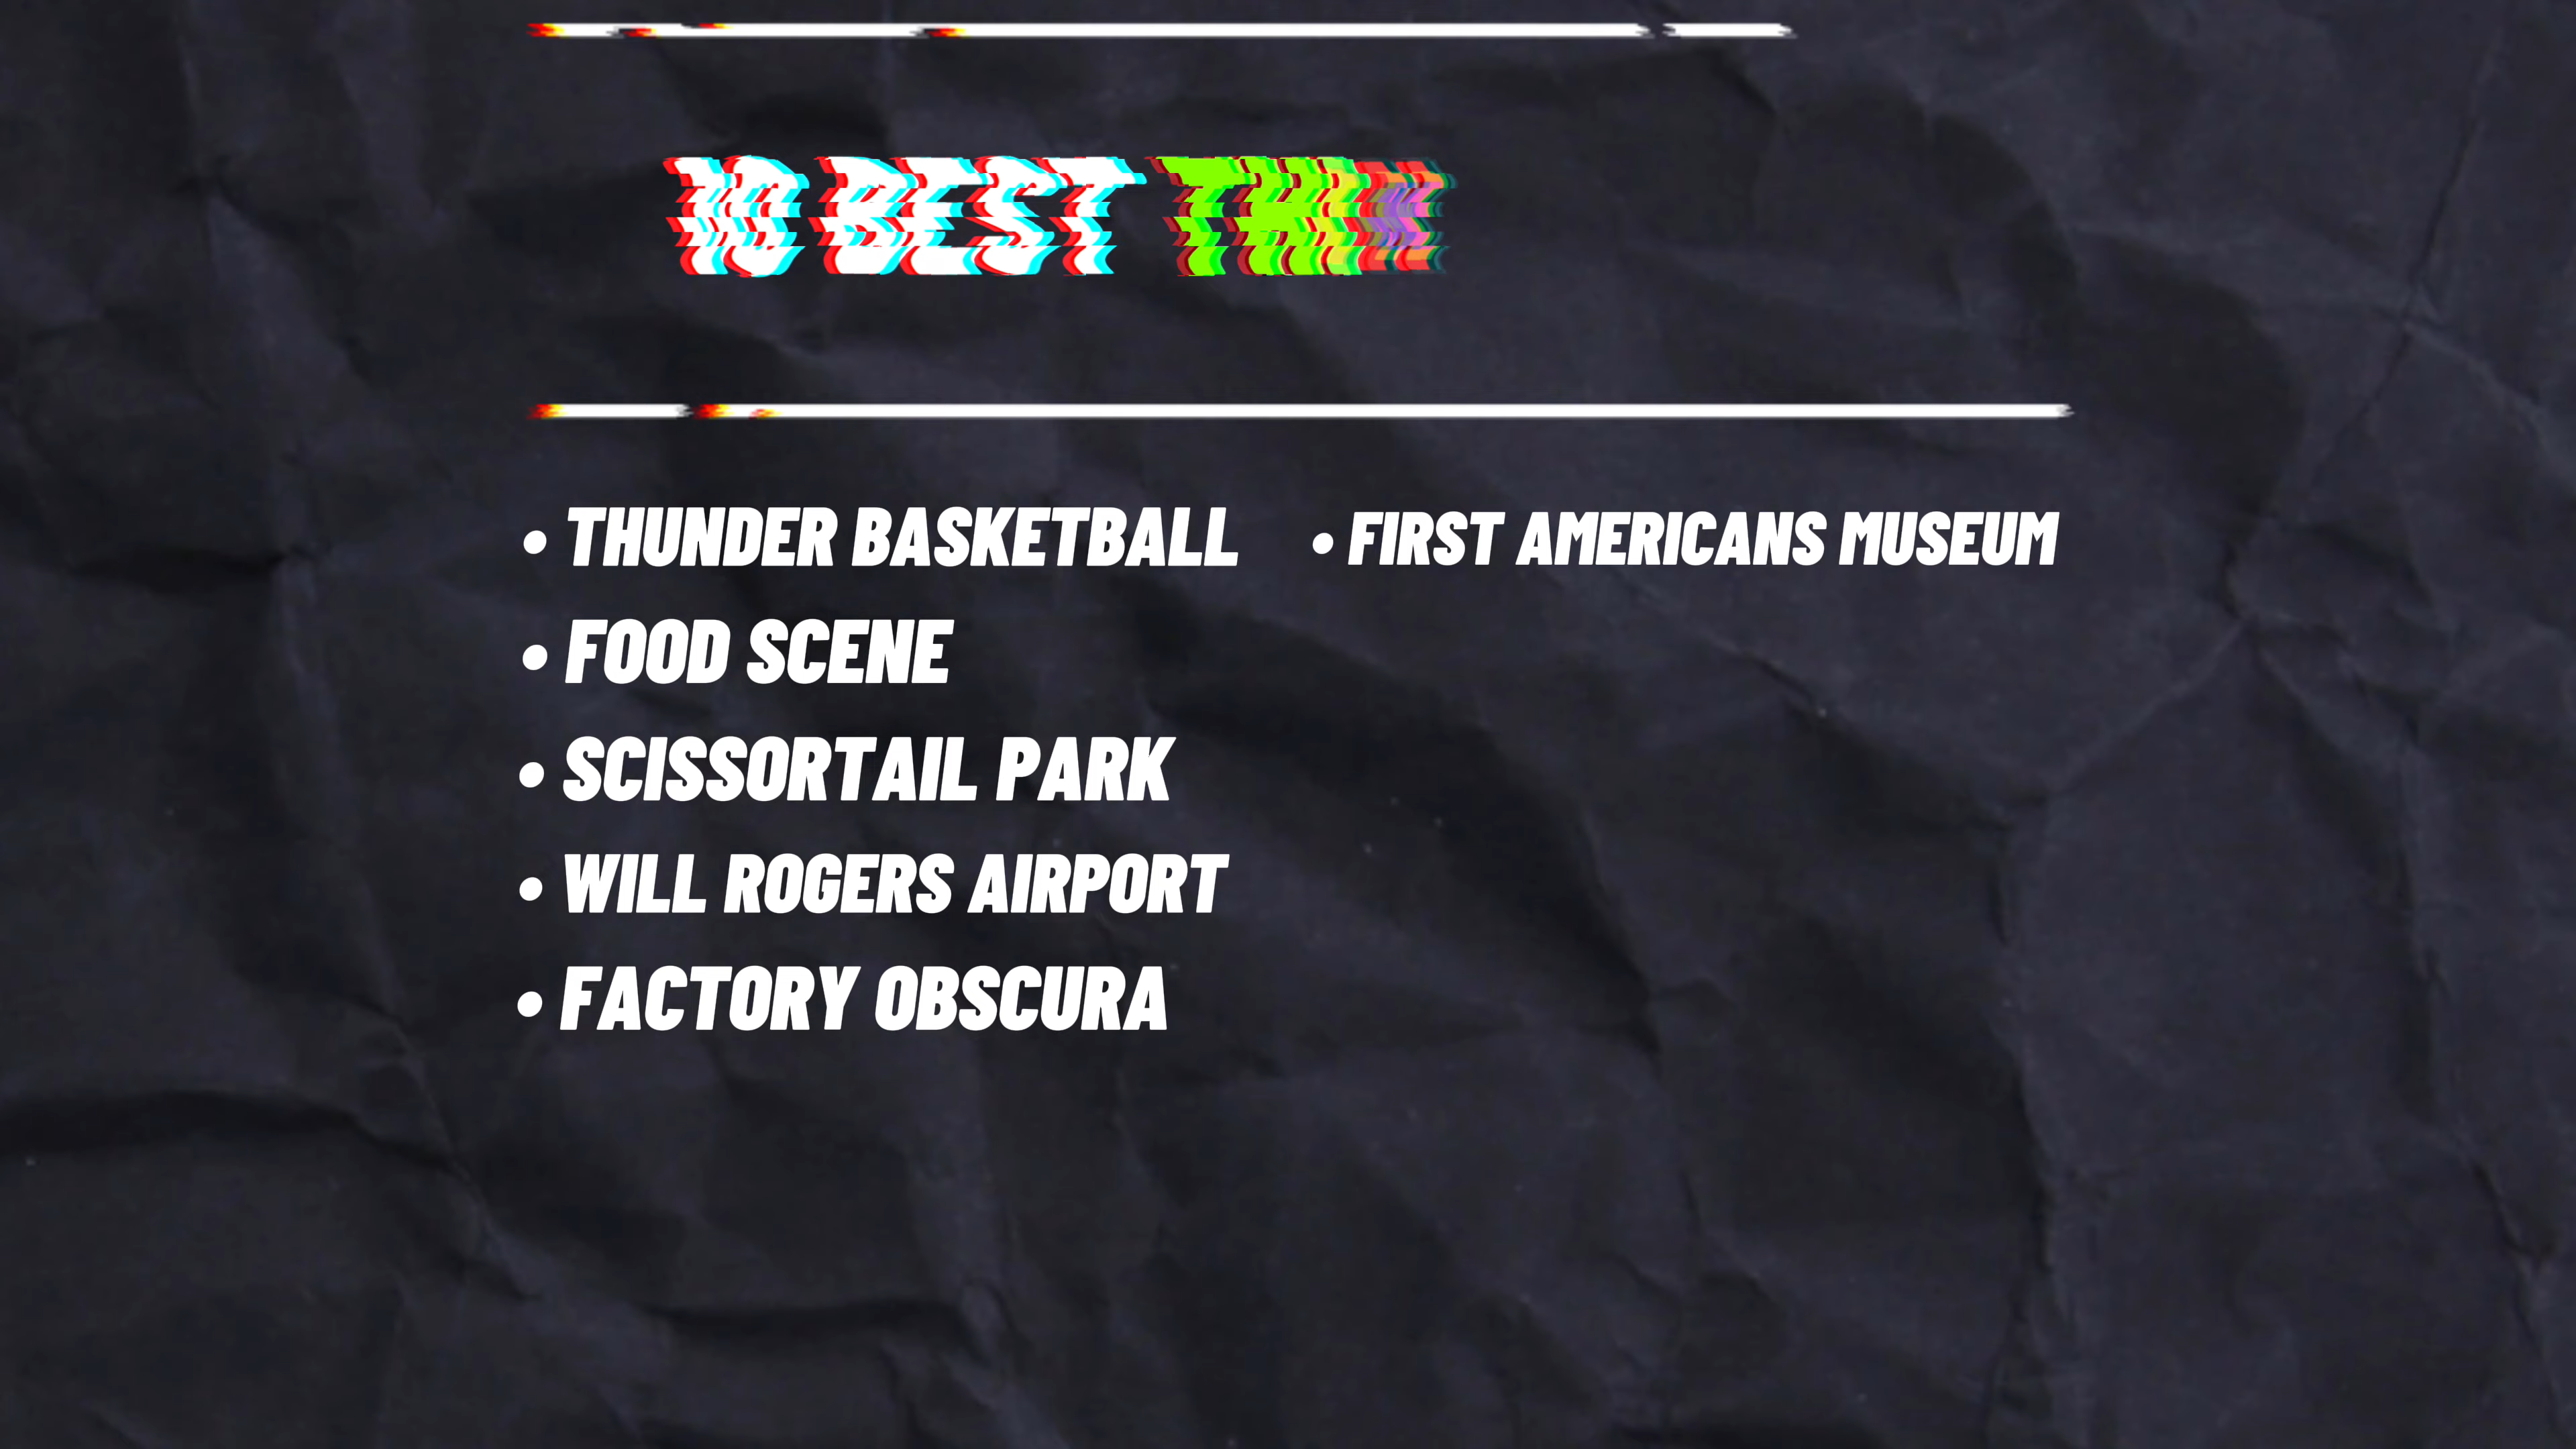 10 BEST
• THUNDER BASKETBALL
• FOOD SCENE
• SCISSORTAIL PARK
• WILL ROGERS AIRPORT
• FACTORY OBSCURA
• FIRST AMERICANS MUSEUM